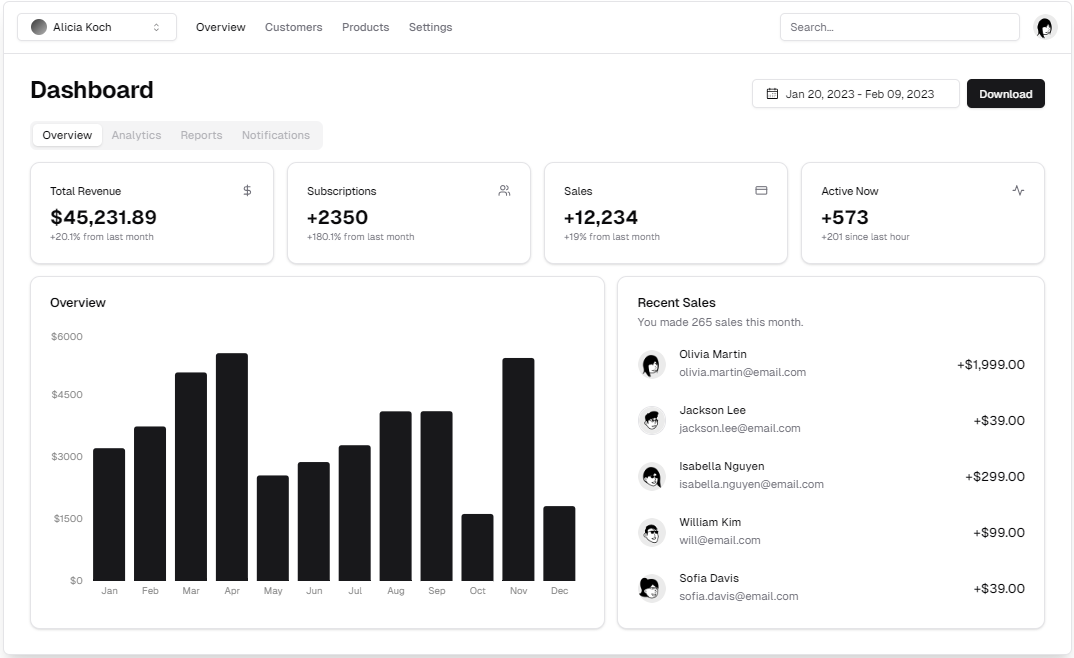 Alicia Koch
Overview Customers Products Settings
Search...
Dashboard
Jan 20, 2023 - Feb 09, 2023
Download
Overview Analytics Reports Notifications
Total Revenue
$45,231.89
+20.1% from last month
Subscriptions
+2350
+180.1% from last month
Sales
+12,234
+19% from last month
Active Now
+573
+201 since last hour
Overview
$6000
$4500
$3000
$1500
$0
Jan Feb Mar Apr May Jun Jul Aug Sep Oct Nov Dec
Recent Sales
You made 265 sales this month.
Olivia Martin
olivia.martin@email.com
+$1,999.00
Jackson Lee
jackson.lee@email.com
+$39.00
Isabella Nguyen
isabella.nguyen@email.com
+$299.00
William Kim
will@email.com
+$99.00
Sofia Davis
sofia.davis@email.com
+$39.00